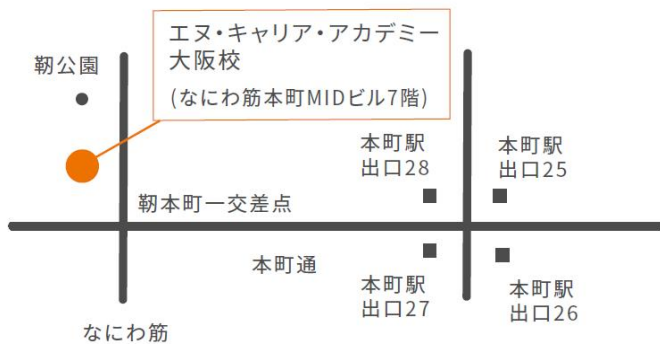 エヌ・キャリア・アカデミー
大阪校
(なにわ筋本町MIDビル7階)
靭公園
本町駅
出口28
本町駅
出口25
靭本町一交差点
本町通
本町駅
出口27
本町駅
出口26
なにわ筋